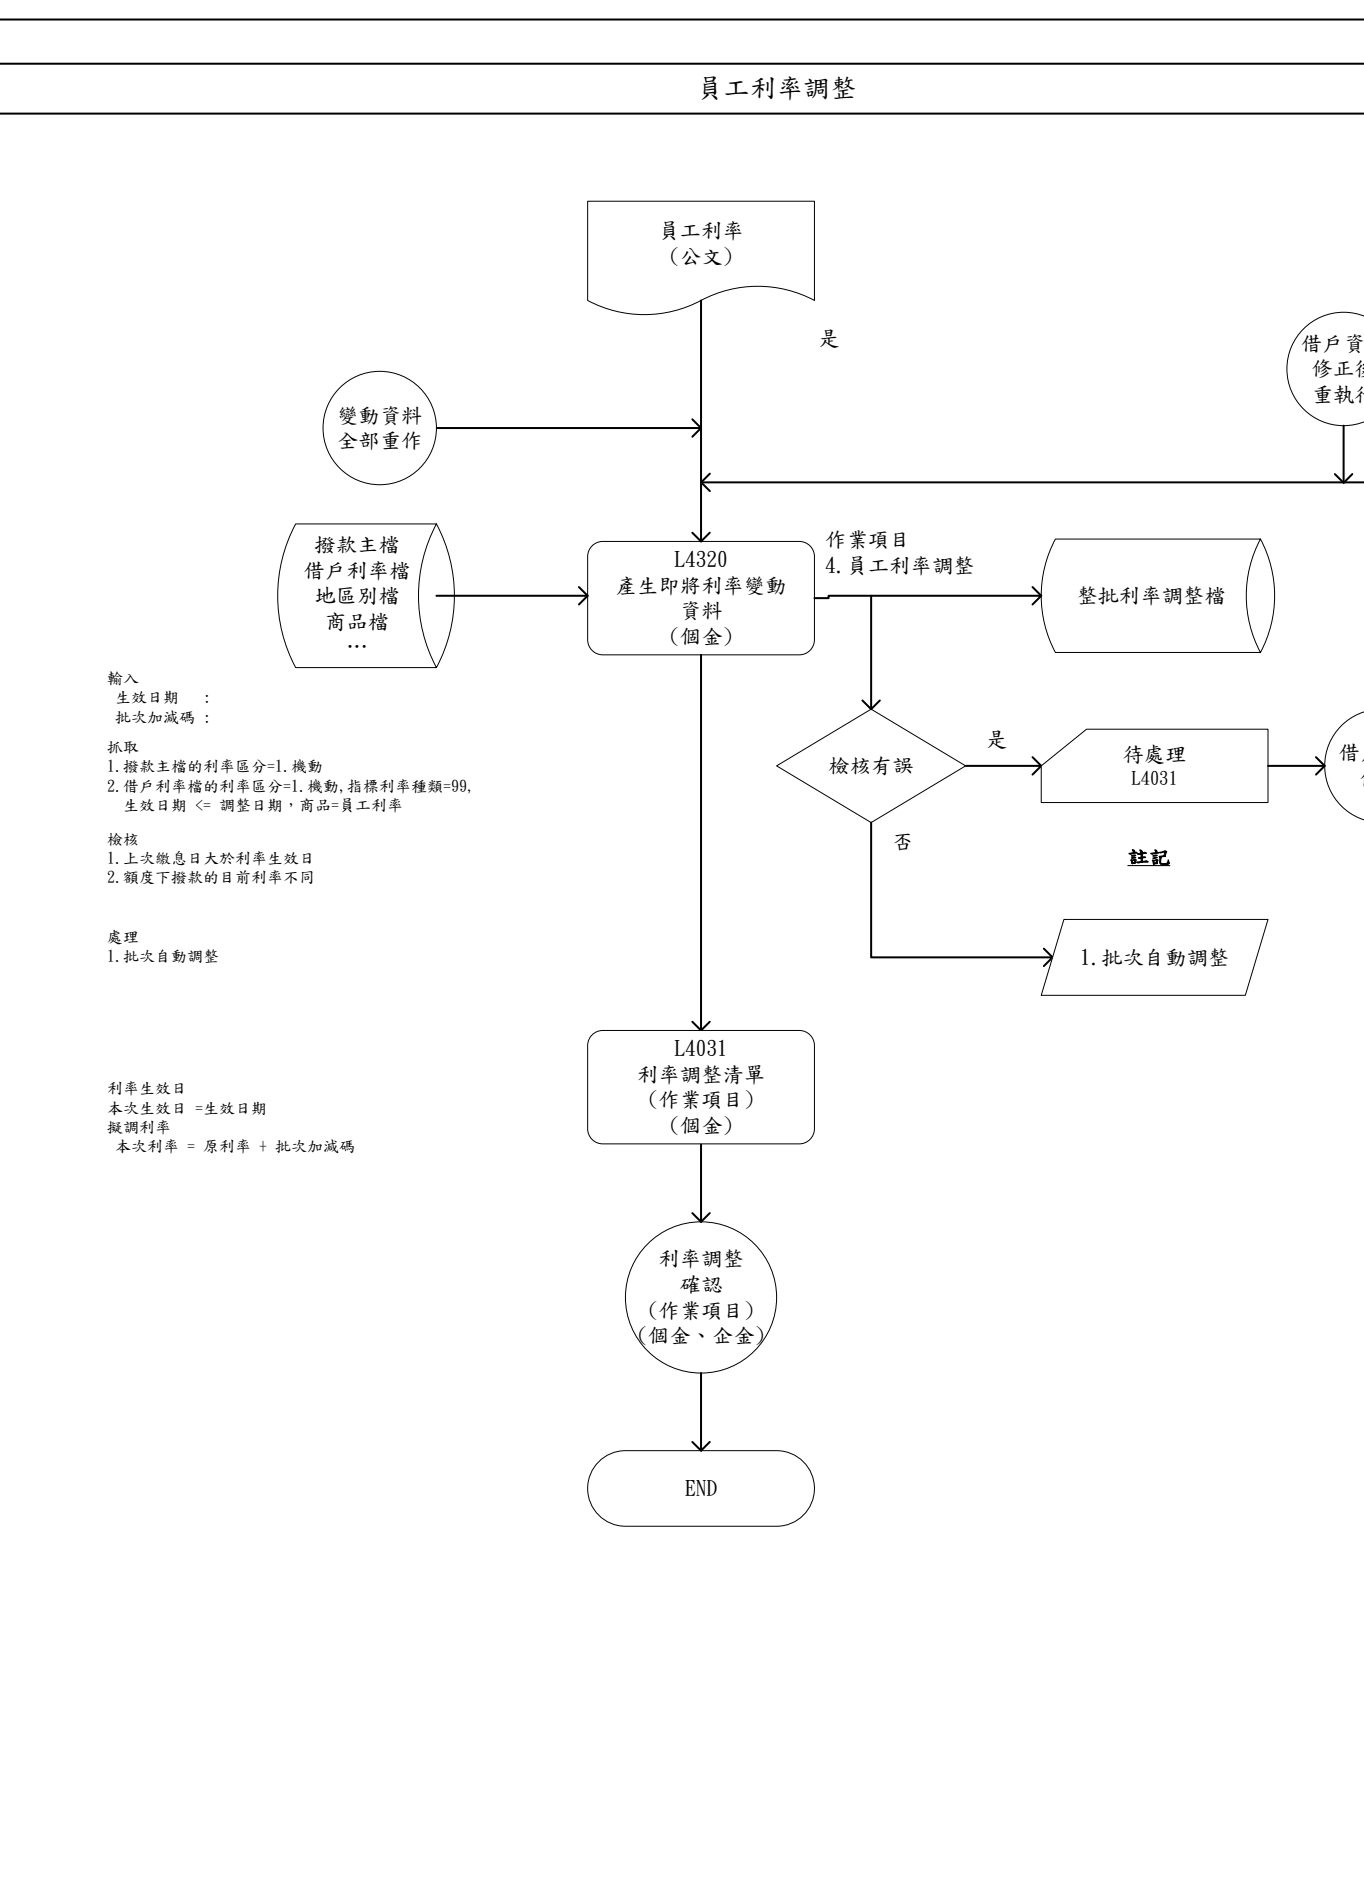 員工利率調整
員工利率
(公文)
是
借戶資
修正後
重執行
變動資料
全部重作
撥款主檔
借戶利率檔
地區別檔
商品檔
...
L4320
產生即將利率變動
資料
(個金)
作業項目
4.員工利率調整
整批利率調整檔
輸入
生效日期 :
批次加減碼 :
抓取
1.撥款主檔的利率區分=1.機動
2.借戶利率檔的利率區分=1.機動,指標利率種類=99,
生效日期 <= 調整日期，商品=員工利率
檢核
1.上次繳息日大於利率生效日
2.額度下撥款的目前利率不同
處理
1.批次自動調整
檢核有誤
是
待處理
L4031
借
否
註記
1.批次自動調整
L4031
利率調整清單
(作業項目)
(個金)
利率生效日
本次生效日 =生效日期
擬調利率
本次利率 = 原利率 + 批次加減碼
利率調整
確認
(作業項目)
(個金、企金)
END